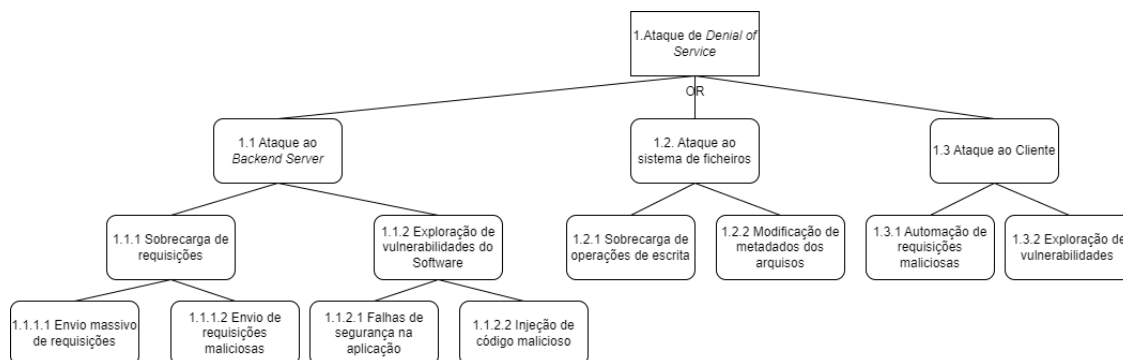 1.Ataque de Denial of
Service
OR
1.1 Ataque ao
Backend Server
1.2. Ataque ao
sistema de ficheiros
1.3 Ataque ao Cliente
1.1.1 Sobrecarga de
requisições
1.1.2 Exploração de
vulnerabilidades do
Software
1.2.1 Sobrecarga de
operações de escrita
1.2.2 Modificação de
metadados dos
arquisos
1.3.1 Automação de
requisições
maliciosas
1.3.2 Exploração de
vulnerabilidades
1.1.1.1 Envio massivo
de requisições
1.1.1.2 Envio de
requisições
maliciosas
1.1.2.1 Falhas de
segurança na
aplicação
1.1.2.2 Injeção de
código malicioso